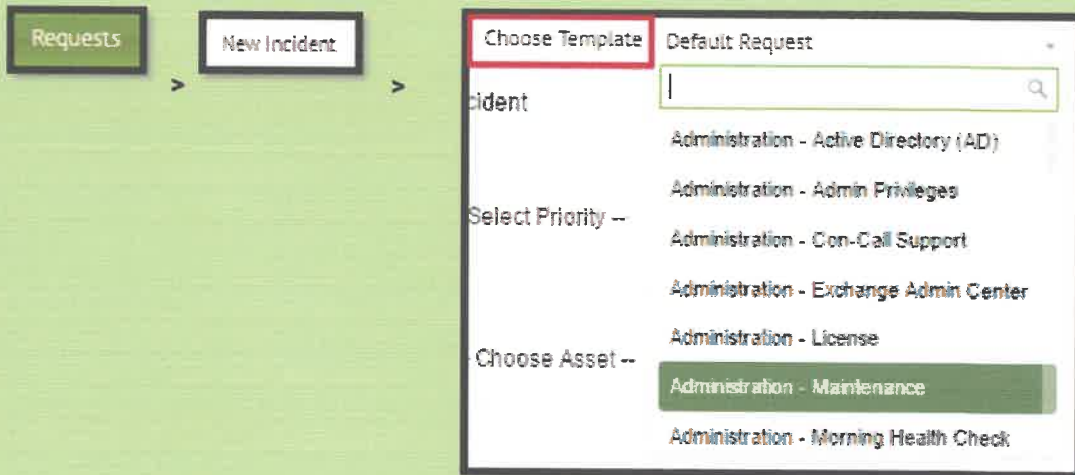 Requests
>
New Incident
>
Choose Template
Default Request
cident
Administration - Active Directory (AD)
Administration - Admin Privileges
Select Priority --
Administration - Con-Call Support
Administration - Exchange Admin Center
Administration - License
Choose Asset --
Administration - Maintenance
Administration - Morning Health Check